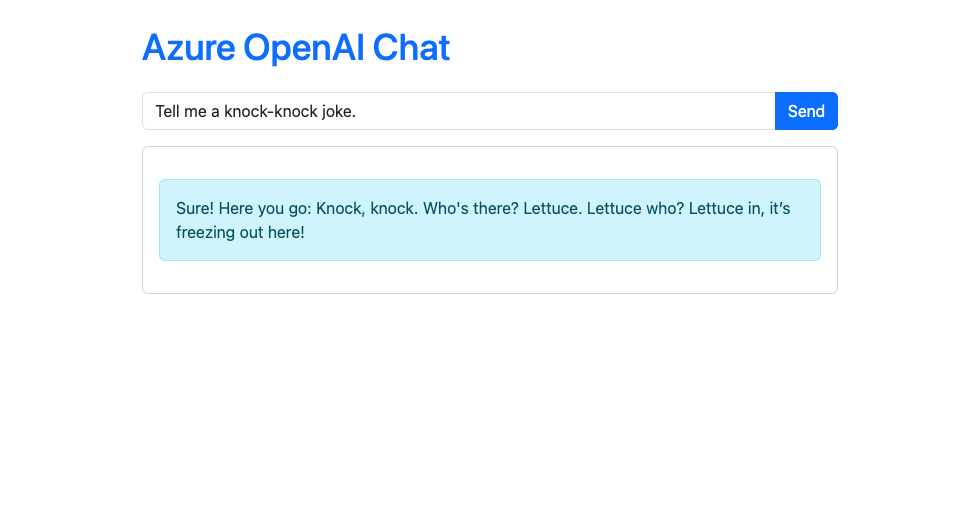 Azure OpenAI Chat
Tell me a knock-knock joke.
Send
Sure! Here you go: Knock, knock. Who's there? Lettuce. Lettuce who? Lettuce in, it’s
freezing out here!